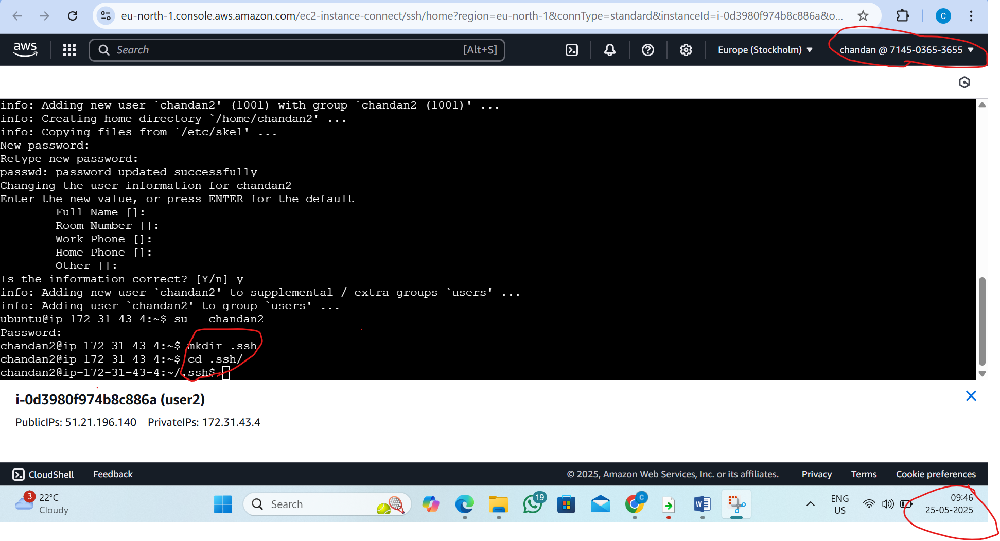 eu-north-1.console.aws.amazon.com/ec2-instance-connect/ssh/home?region=eu-north-1&connType=standard&instanceId=i-0d3980f974b8c886a&o...
C
aws
Search
[Alt+S]
Europe (Stockholm)
chandan @ 7145-0365-3655
info: Adding new user `chandan2' (1001) with group `chandan2 (1001)' ...
info: Creating home directory `/home/chandan2' ...
info: Copying files from `/etc/skel' ...
New password:
Retype new password:
passwd: password updated successfully
Changing the user information for chandan2
Enter the new value, or press ENTER for the default
Full Name []:
Room Number []:
Work Phone []:
Home Phone []:
Other []:
Is the information correct? [Y/n] y
info: Adding new user `chandan2' to supplemental / extra groups `users' ...
info: Adding user `chandan2' to group `users' ...
ubuntu@ip-172-31-43-4:~$ su - chandan2
Password:
chandan2@ip-172-31-43-4:~$ mkdir .ssh
chandan2@ip-172-31-43-4:~$ cd .ssh/
chandan2@ip-172-31-43-4:~/.ssh$
i-0d3980f974b8c886a (user2)
PublicIPs: 51.21.196.140 PrivateIPs: 172.31.43.4
CloudShell Feedback
© 2025, Amazon Web Services, Inc. or its affiliates. Privacy Terms Cookie preferences
3
22°C
Cloudy
Search
19
C
W
ENG
US
09:46
25-05-2025